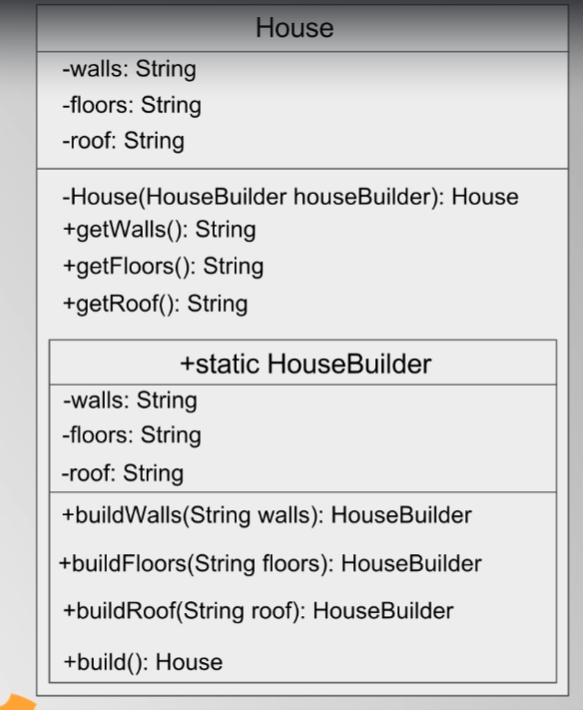 House
-walls: String
-floors: String
-roof: String
-House(HouseBuilder houseBuilder): House
+getWalls(): String
+getFloors(): String
+getRoof(): String
+static HouseBuilder
-walls: String
-floors: String
-roof: String
+buildWalls(String walls): HouseBuilder
+buildFloors(String floors): HouseBuilder
+buildRoof(String roof): HouseBuilder
+build(): House